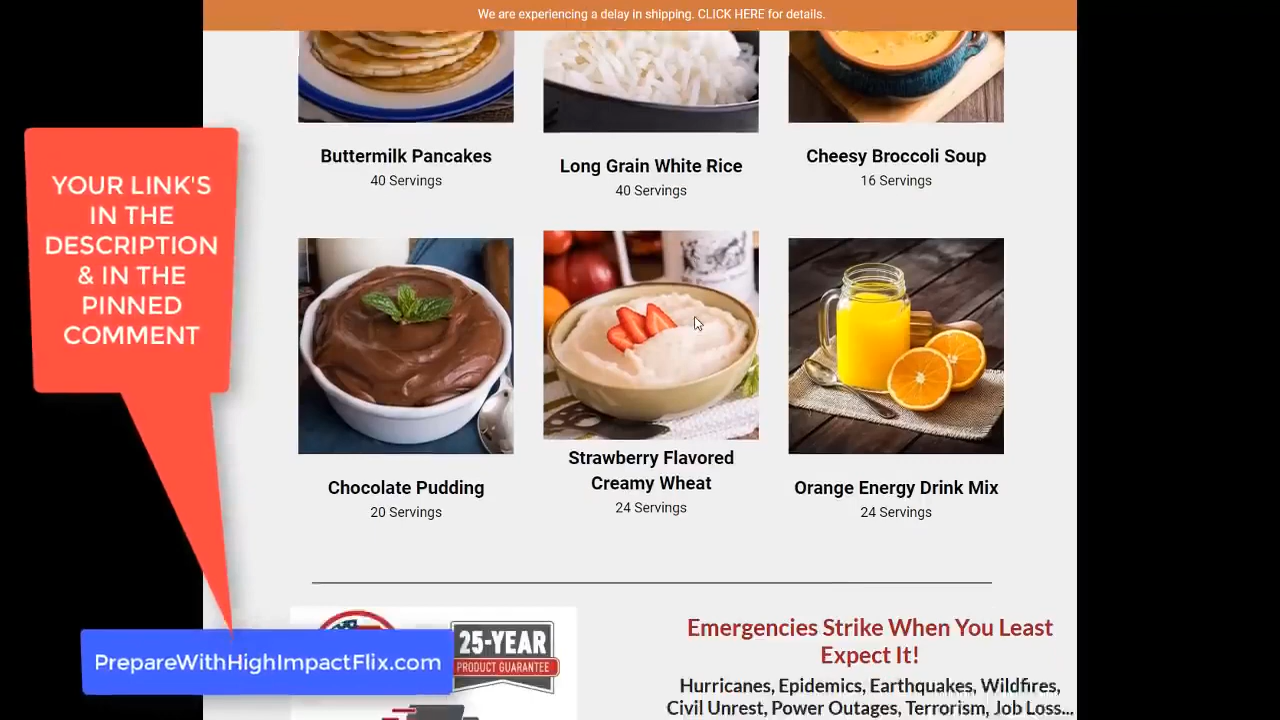 We are experiencing a delay in shipping. CLICK HERE for details.
Buttermilk Pancakes
40 Servings
Long Grain White Rice
40 Servings
Cheesy Broccoli Soup
16 Servings
YOUR LINK'S
IN THE
DESCRIPTION
& IN THE
PINNED
COMMENT
Chocolate Pudding
20 Servings
Strawberry Flavored
Creamy Wheat
24 Servings
Orange Energy Drink Mix
24 Servings
25-YEAR
PRODUCT GUARANTEE
PrepareWithHighImpactFlix.com
Emergencies Strike When You Least
Expect It!
Hurricanes, Epidemics, Earthquakes, Wildfires,
Civil Unrest, Power Outages, Terrorism, Job Loss...